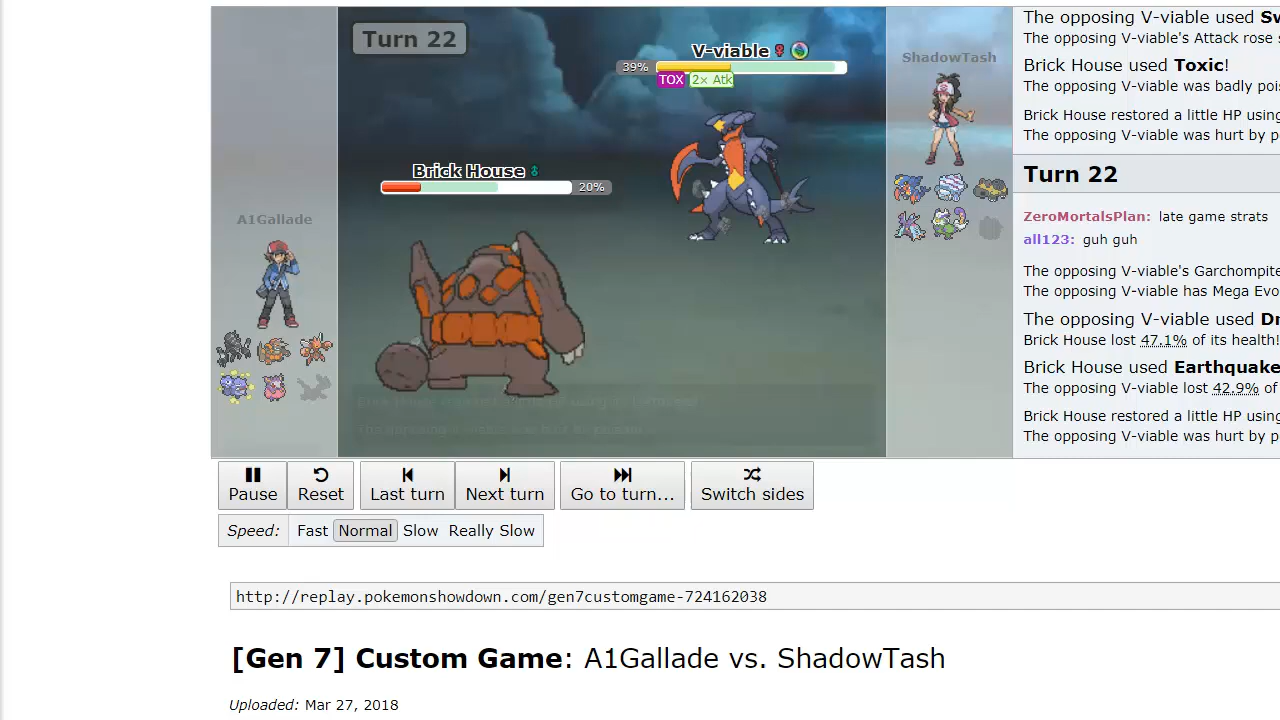 Turn 22
V-viable
39%
TOX 2× Atk
Brick House
20%
A1Gallade
ShadowTash
The opposing V-viable used Sw
The opposing V-viable's Attack rose s
Brick House used Toxic!
The opposing V-viable was badly pois
Brick House restored a little HP using
The opposing V-viable was hurt by p
Turn 22
ZeroMortalsPlan: late game strats
all123: guh guh
The opposing V-viable's Garchompite
The opposing V-viable has Mega Evo
The opposing V-viable used Dr
Brick House lost 47.1% of its health!
Brick House used Earthquake
The opposing V-viable lost 42.9% of
Brick House restored a little HP using
The opposing V-viable was hurt by p
Pause Reset Last turn Next turn Go to turn... Switch sides
Speed: Fast Normal Slow Really Slow
http://replay.pokemonshowdown.com/gen7customgame-724162038
[Gen 7] Custom Game: A1Gallade vs. ShadowTash
Uploaded: Mar 27, 2018